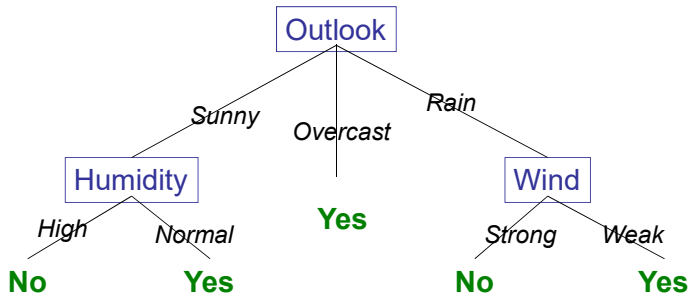 Outlook
Sunny
Overcast
Rain
Humidity
Wind
High
Normal
Yes
Strong
Weak
No
Yes
No
Yes